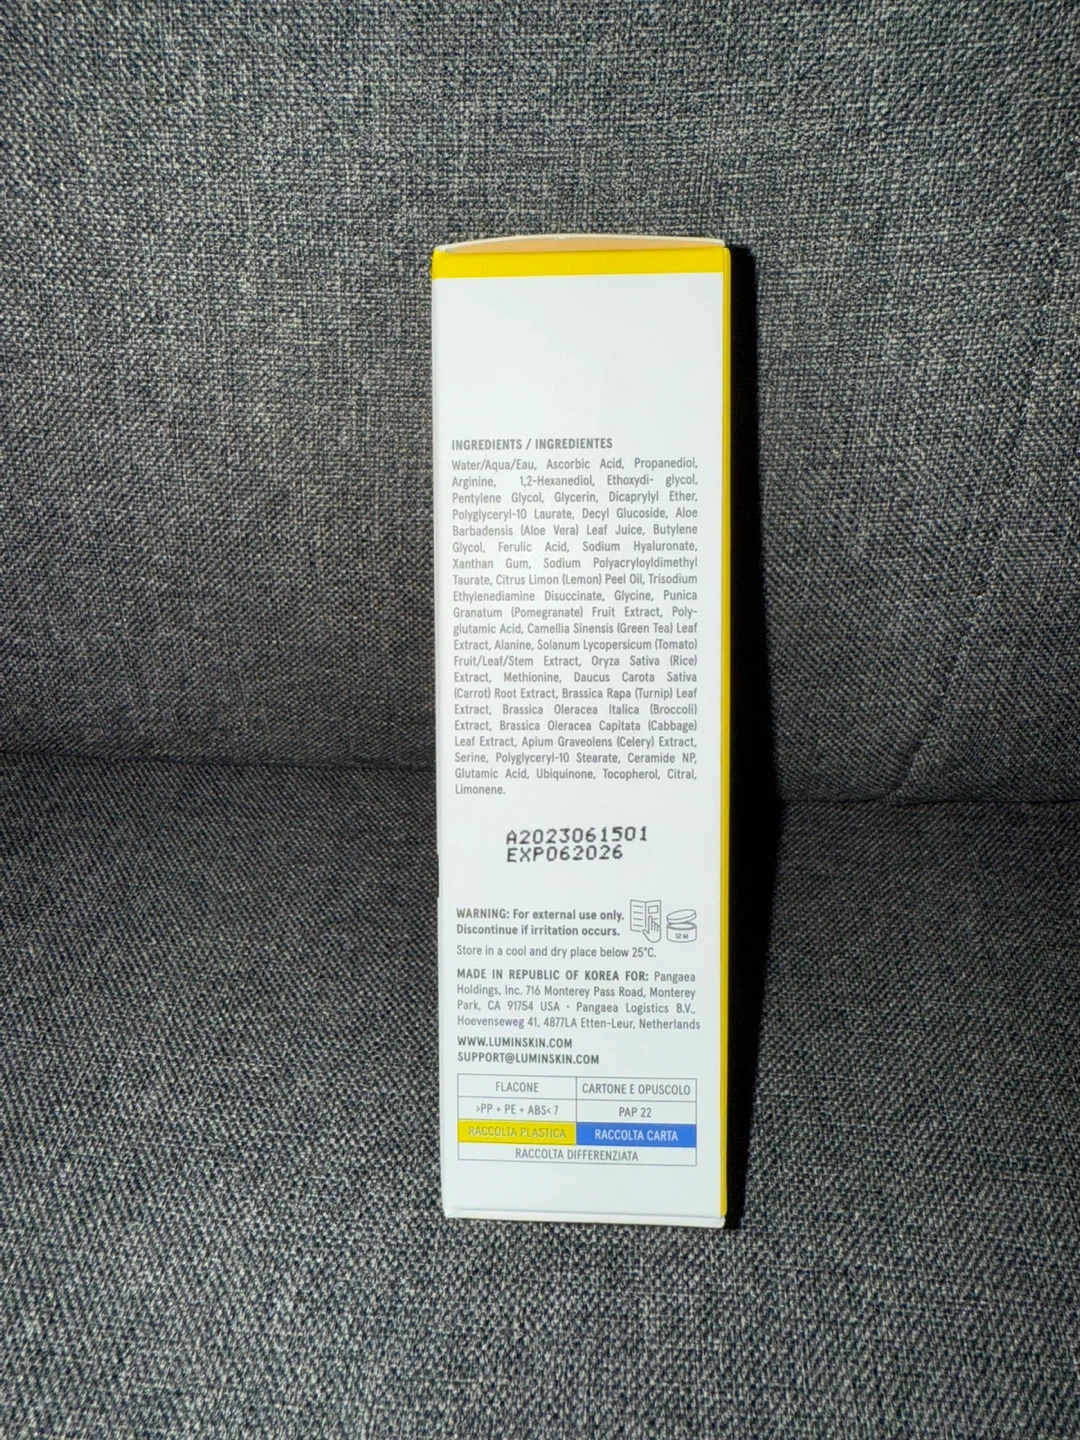 INGREDIENTS / INGREDIENTES
Water/Aqua/Eau, Ascorbic Acid, Propanediol,
Arginine, 1,2-Hexanediol, Ethoxydi- glycol,
Pentylene Glycol, Glycerin, Dicaprylyl Ether,
Polyglyceryl-10 Laurate, Decyl Glucoside, Aloe
Barbadensis (Aloe Vera) Leaf Juice, Butylene
Glycol, Ferulic Acid, Sodium Hyaluronate,
Xanthan Gum, Sodium Polyacryloyldimethyl
Taurate, Citrus Limon (Lemon) Peel Oil, Trisodium
Ethylenediamine Disuccinate, Glycine, Punica
Granatum (Pomegranate) Fruit Extract, Poly-
glutamic Acid, Camellia Sinensis (Green Tea) Leaf
Extract, Alanine, Solanum Lycopersicum (Tomato)
Fruit/Leaf/Stem Extract, Oryza Sativa (Rice)
Extract, Methionine, Daucus Carota Sativa
(Carrot) Root Extract, Brassica Rapa (Turnip) Leaf
Extract, Brassica Oleracea Italica (Broccoli)
Extract, Brassica Oleracea Capitata (Cabbage)
Leaf Extract, Apium Graveolens (Celery) Extract,
Serine, Polyglyceryl-10 Stearate, Ceramide NP,
Glutamic Acid, Ubiquinone, Tocopherol, Citral,
Limonene.
A2023061501
EXP062026
WARNING: For external use only.
Discontinue if irritation occurs.
12 M
Store in a cool and dry place below 25°C.
MADE IN REPUBLIC OF KOREA FOR: Pangaea
Holdings, Inc. 716 Monterey Pass Road, Monterey
Park, CA 91754 USA · Pangaea Logistics B.V.,
Hoevenseweg 41, 4877LA Etten-Leur, Netherlands
WWW.LUMINSKIN.COM
SUPPORT@LUMINSKIN.COM
FLACONE CARTONE E OPUSCOLO
>PP + PE + ABS< 7 PAP 22
RACCOLTA PLASTICA RACCOLTA CARTA
RACCOLTA DIFFERENZIATA